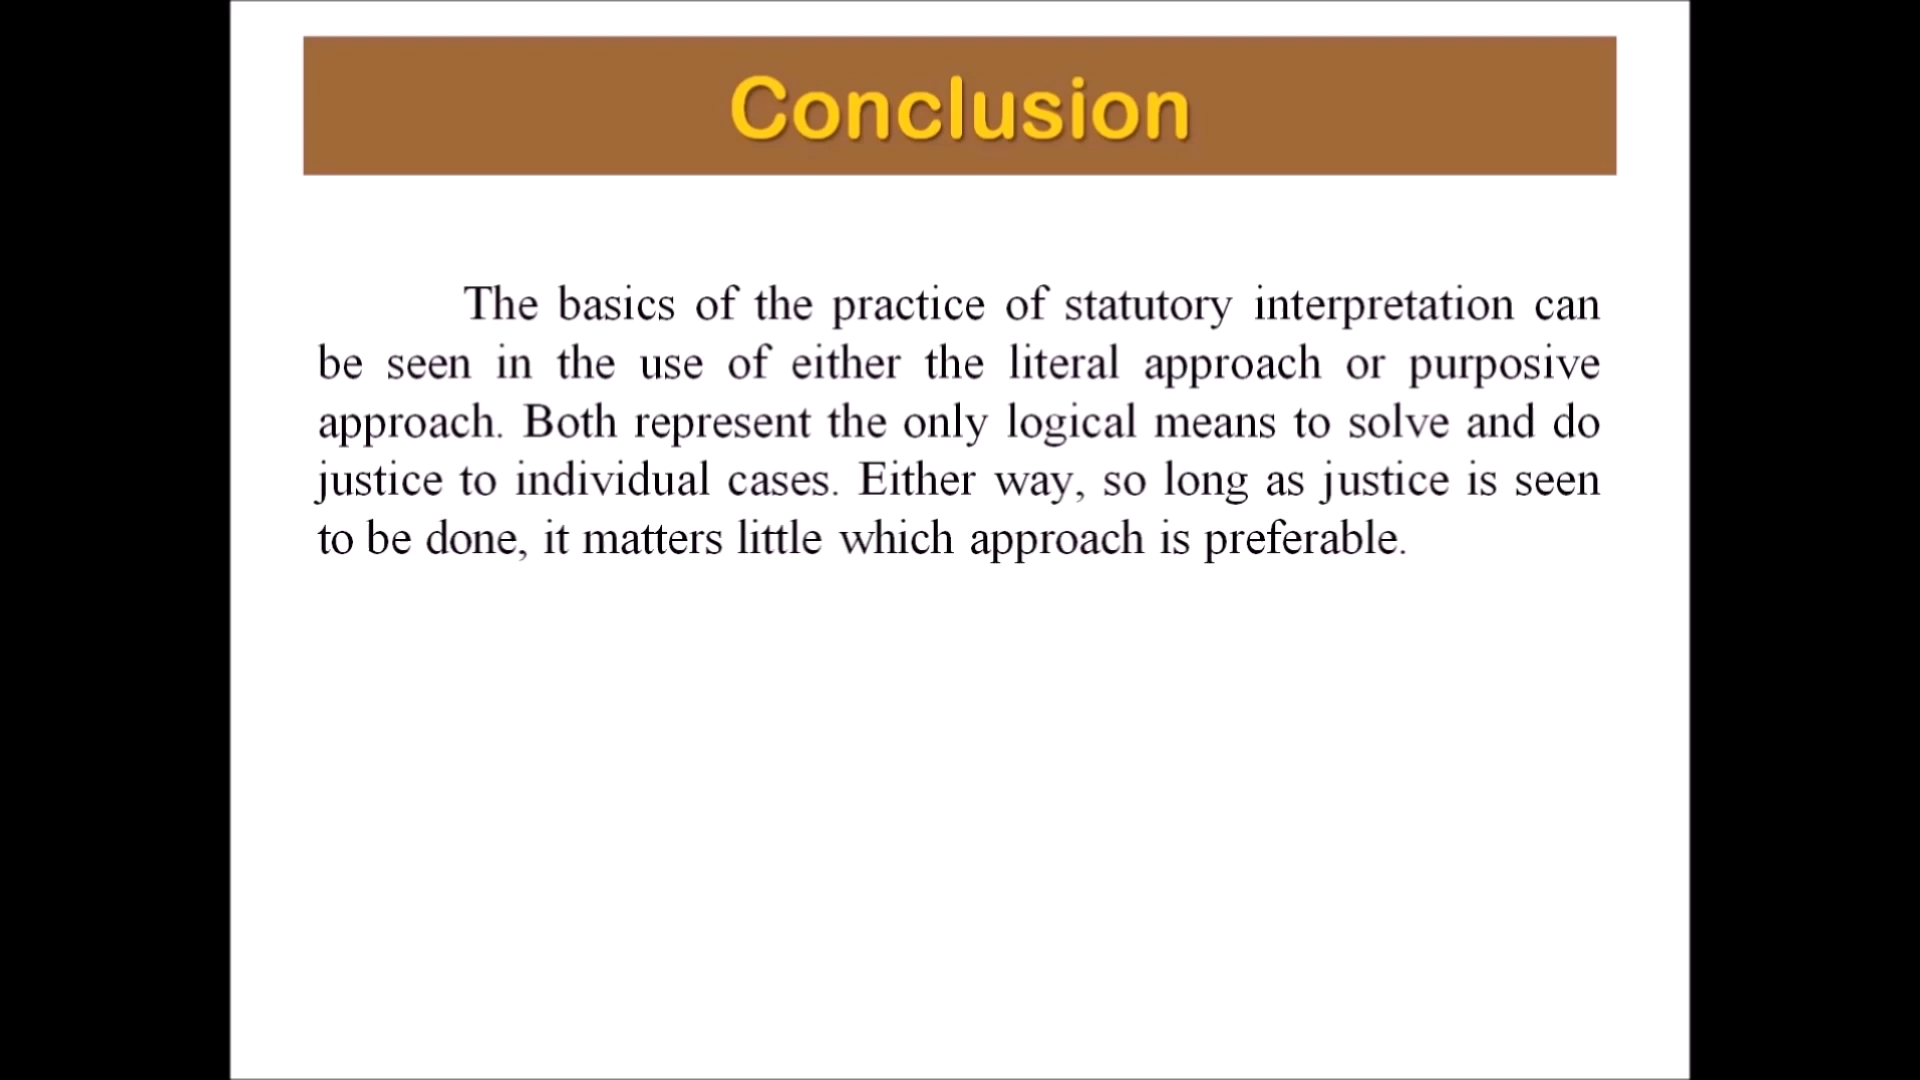 Conclusion
The basics of the practice of statutory interpretation can
be seen in the use of either the literal approach or purposive
approach. Both represent the only logical means to solve and do
justice to individual cases. Either way, so long as justice is seen
to be done, it matters little which approach is preferable.